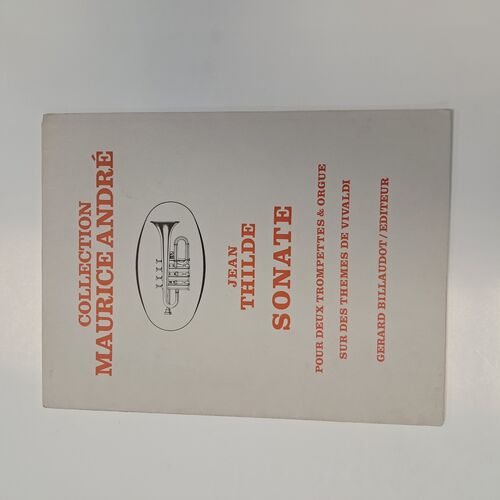 COLLECTION
MAURICE ANDRÉ
JEAN
THILDE
SONATE
POUR DEUX TROMPETTES & ORGUE
SUR DES THEMES DE VIVALDI
GERARD BILLAUDOT / EDITEUR